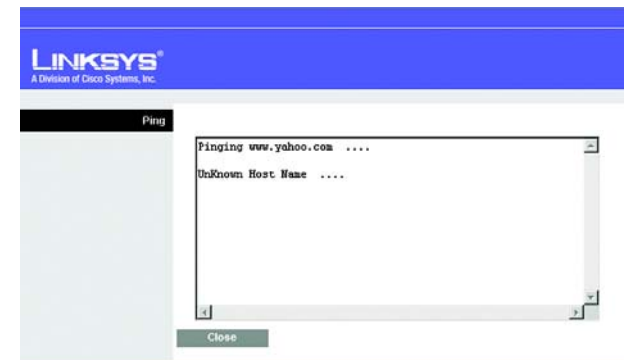 LINKSYS®
A Division of Cisco Systems, Inc.
Ping
Pinging www.yahoo.com ....
UnKnown Host Name ....
Close